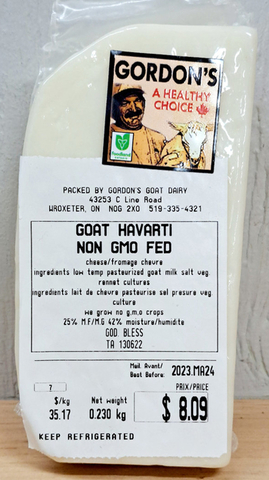 GORDON'S
A HEALTHY
CHOICE
PACKED BY GORDON'S GOAT DAIRY
43253 C Line Road
WROXETER, ON N0G 2X0 519-335-4321
GOAT HAVARTI
NON GMO FED
cheese/fromage chevre
ingredients low temp pasteurized goat milk salt veg.
rennet cultures
ingredients lait de chevre pasteurise sel presure veg
culture
we grow no g.m.o crops
25% M.F/M.G 42% moisture/humidite
GOD. BLESS
TA 130622
Meil. Avant/
Best Before: 2023.MA24
?
$/kg Net weight PRIX/PRICE
35.17 0.230 kg $ 8.09
KEEP REFRIGERATED